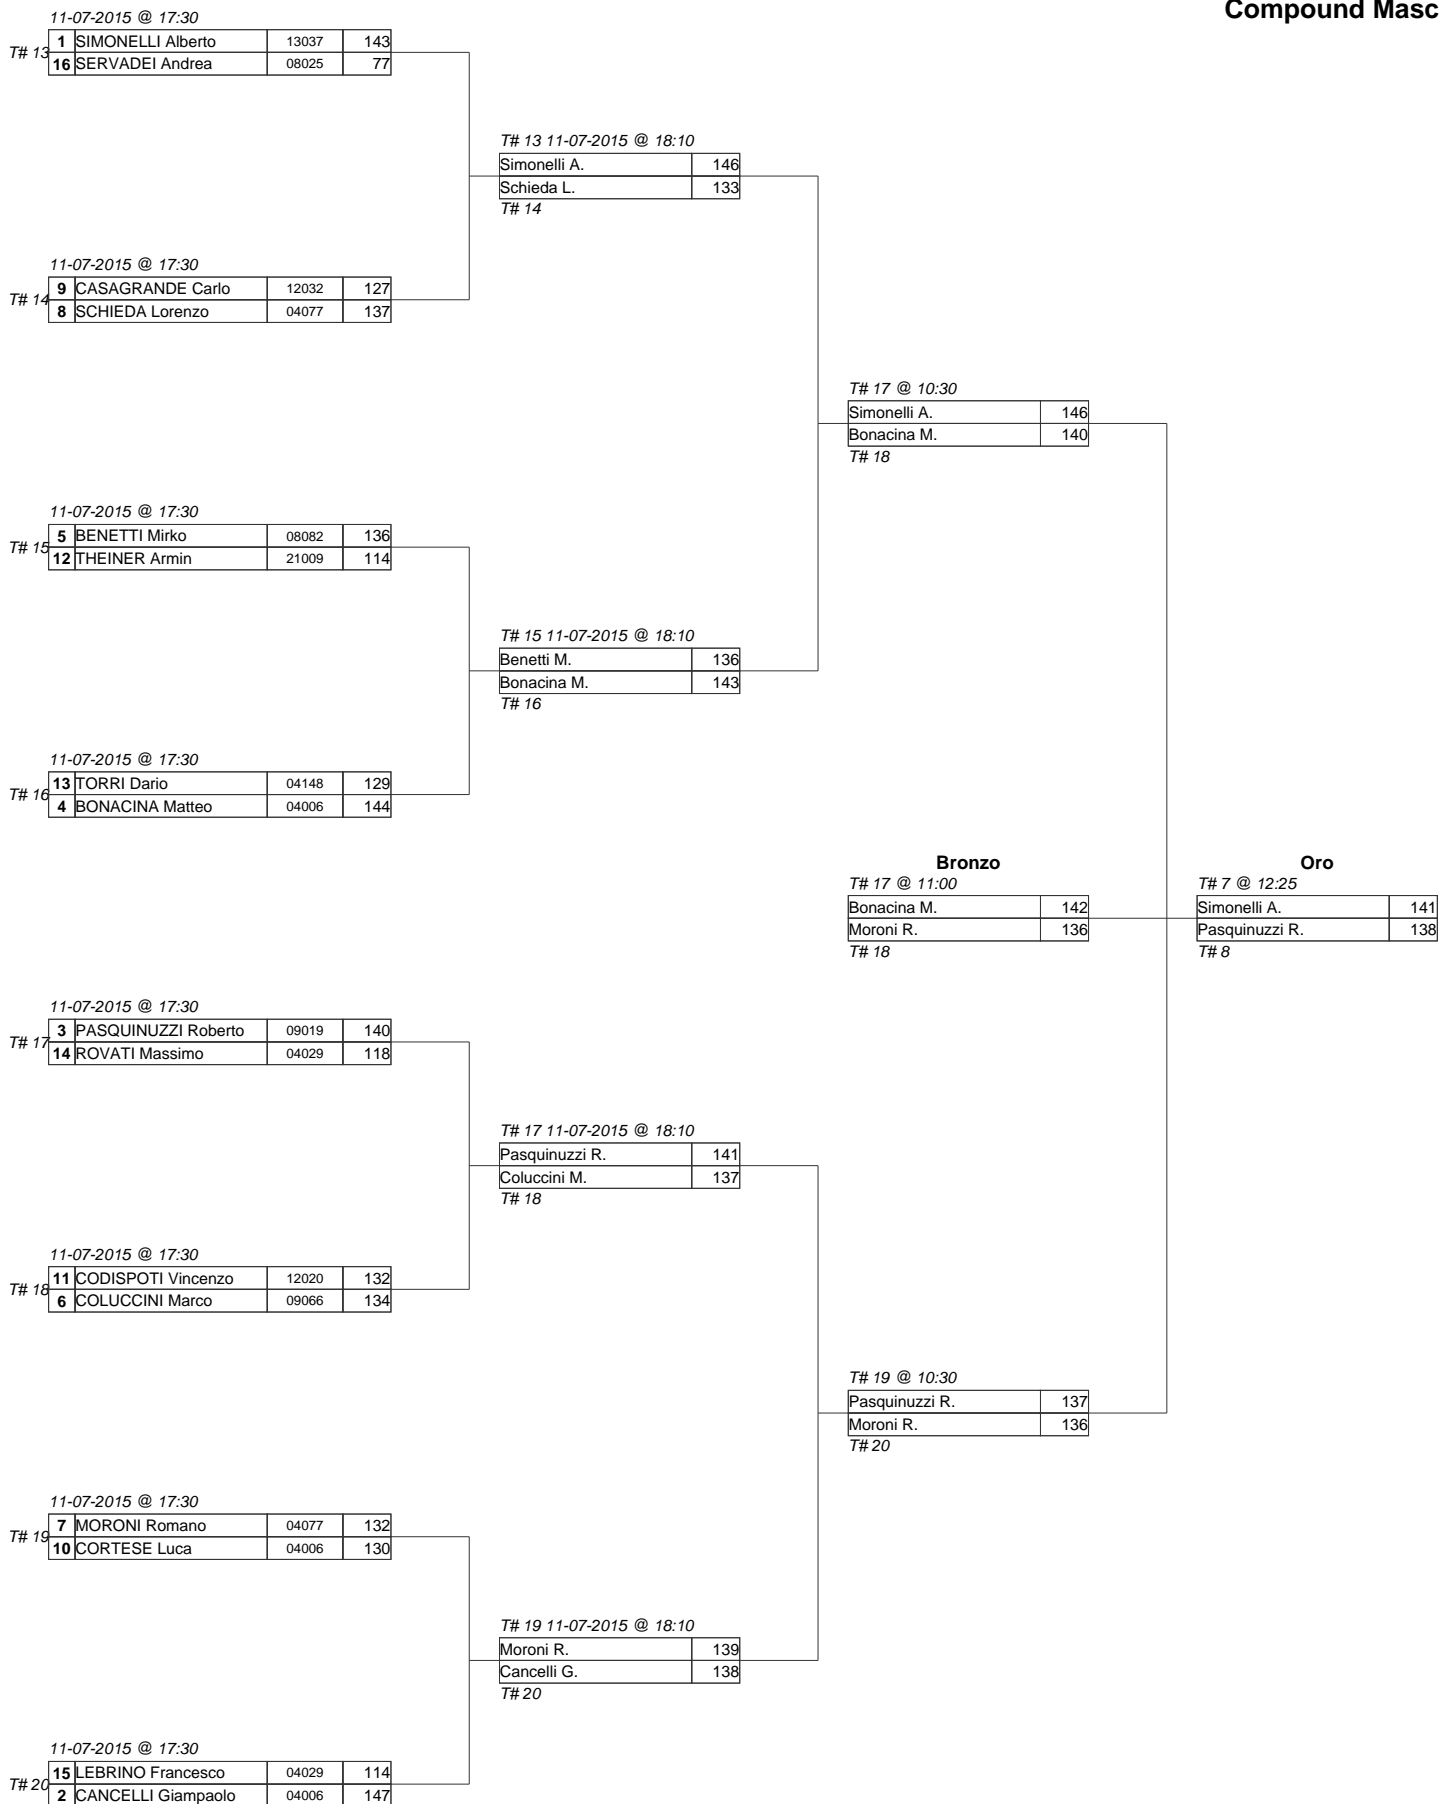 Compound Masc
11-07-2015 @ 17:30
T# 13
1 SIMONELLI Alberto 13037 143
16 SERVADEI Andrea 08025 77
T# 13 11-07-2015 @ 18:10
Simonelli A. 146
Schieda L. 133
T# 14
11-07-2015 @ 17:30
T# 14
9 CASAGRANDE Carlo 12032 127
8 SCHIEDA Lorenzo 04077 137
T# 17 @ 10:30
Simonelli A. 146
Bonacina M. 140
T# 18
11-07-2015 @ 17:30
T# 15
5 BENETTI Mirko 08082 136
12 THEINER Armin 21009 114
T# 15 11-07-2015 @ 18:10
Benetti M. 136
Bonacina M. 143
T# 16
11-07-2015 @ 17:30
T# 16
13 TORRI Dario 04148 129
4 BONACINA Matteo 04006 144
Bronzo
T# 17 @ 11:00
Bonacina M. 142
Moroni R. 136
T# 18
Oro
T# 7 @ 12:25
Simonelli A. 141
Pasquinuzzi R. 138
T# 8
11-07-2015 @ 17:30
T# 17
3 PASQUINUZZI Roberto 09019 140
14 ROVATI Massimo 04029 118
T# 17 11-07-2015 @ 18:10
Pasquinuzzi R. 141
Coluccini M. 137
T# 18
11-07-2015 @ 17:30
T# 18
11 CODISPOTI Vincenzo 12020 132
6 COLUCCINI Marco 09066 134
T# 19 @ 10:30
Pasquinuzzi R. 137
Moroni R. 136
T# 20
11-07-2015 @ 17:30
T# 19
7 MORONI Romano 04077 132
10 CORTESE Luca 04006 130
T# 19 11-07-2015 @ 18:10
Moroni R. 139
Cancelli G. 138
T# 20
11-07-2015 @ 17:30
T# 20
15 LEBRINO Francesco 04029 114
2 CANCELLI Giampaolo 04006 147